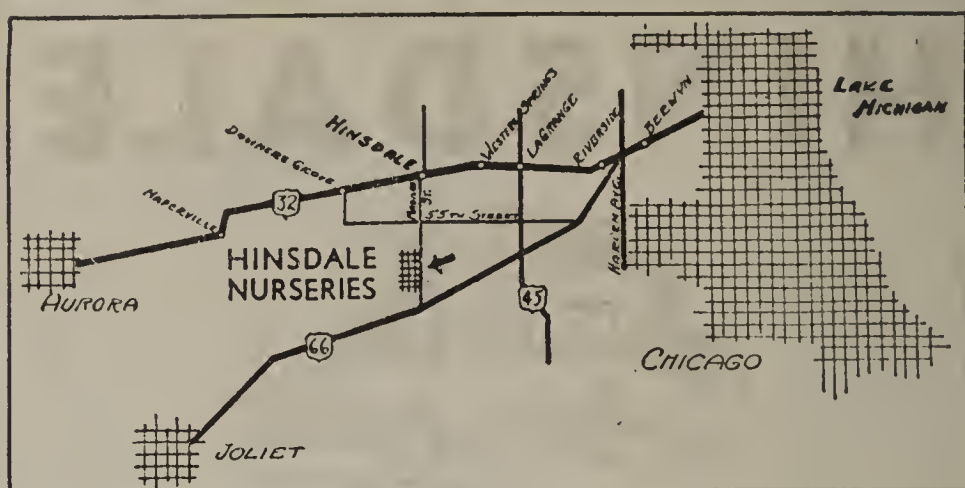 LAKE
MICHIGAN
BERWYN
RIVERSIDE
LAGRANGE
WESTERN SPRINGS
HINSDALE
DOWNERS GROVE
NAPERVILLE
32
ST.
55TH STREET
HARLEM AVE.
HINSDALE
NURSERIES
AURORA
45
66
CHICAGO
JOLIET